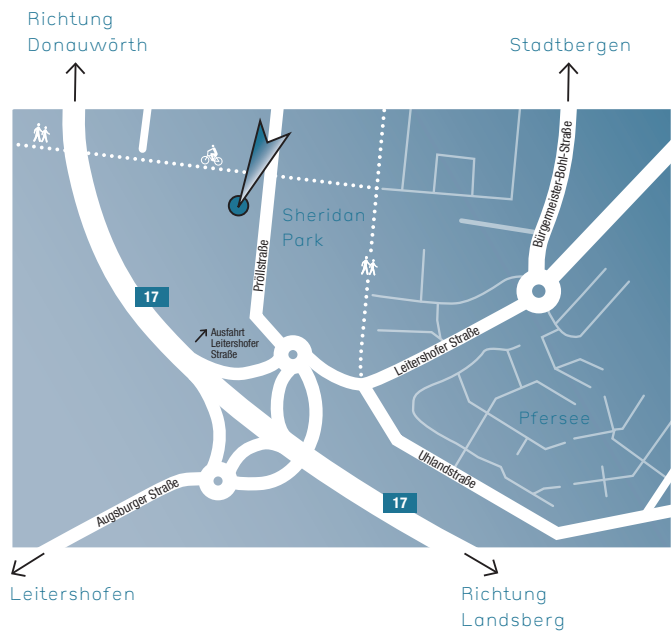 Richtung
Donauwörth
Stadtbergen
Bürgermeister-Bohl-Straße
Sheridan
Park
Pröllstraße
17
Ausfahrt
Leitershofer
Straße
Leitershofer Straße
Pfersee
Uhlandstraße
Augsburger Straße
17
Leitershofen
Richtung
Landsberg